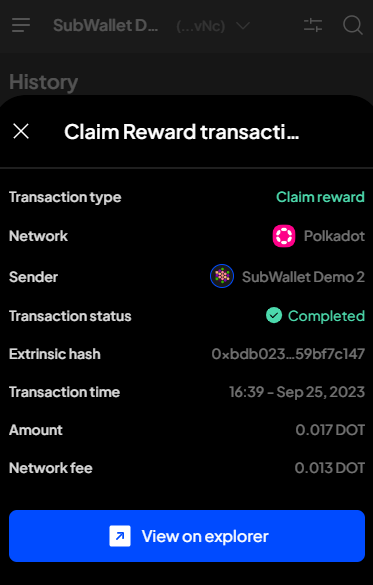 SubWallet D... (...vNc)
History
Claim Reward transacti...
Transaction type Claim reward
Network Polkadot
Sender SubWallet Demo 2
Transaction status Completed
Extrinsic hash 0xbdb023...59bf7c147
Transaction time 16:39 - Sep 25, 2023
Amount 0.017 DOT
Network fee 0.013 DOT
View on explorer